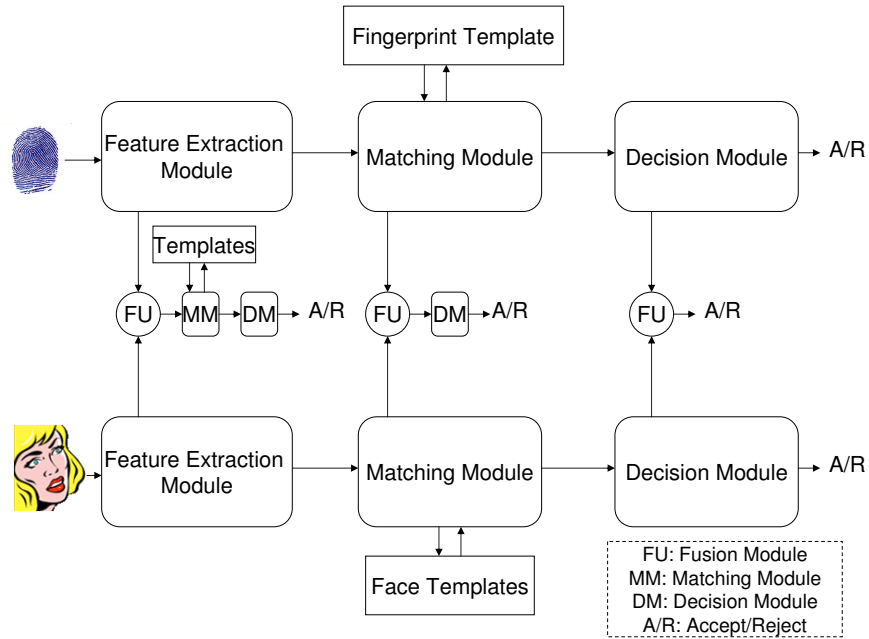 Fingerprint Template
Feature Extraction
Module
Matching Module
Decision Module
A/R
Templates
FU
MM
DM
A/R
FU
DM
A/R
FU
A/R
Feature Extraction
Module
Matching Module
Decision Module
A/R
Face Templates
FU: Fusion Module
MM: Matching Module
DM: Decision Module
A/R: Accept/Reject